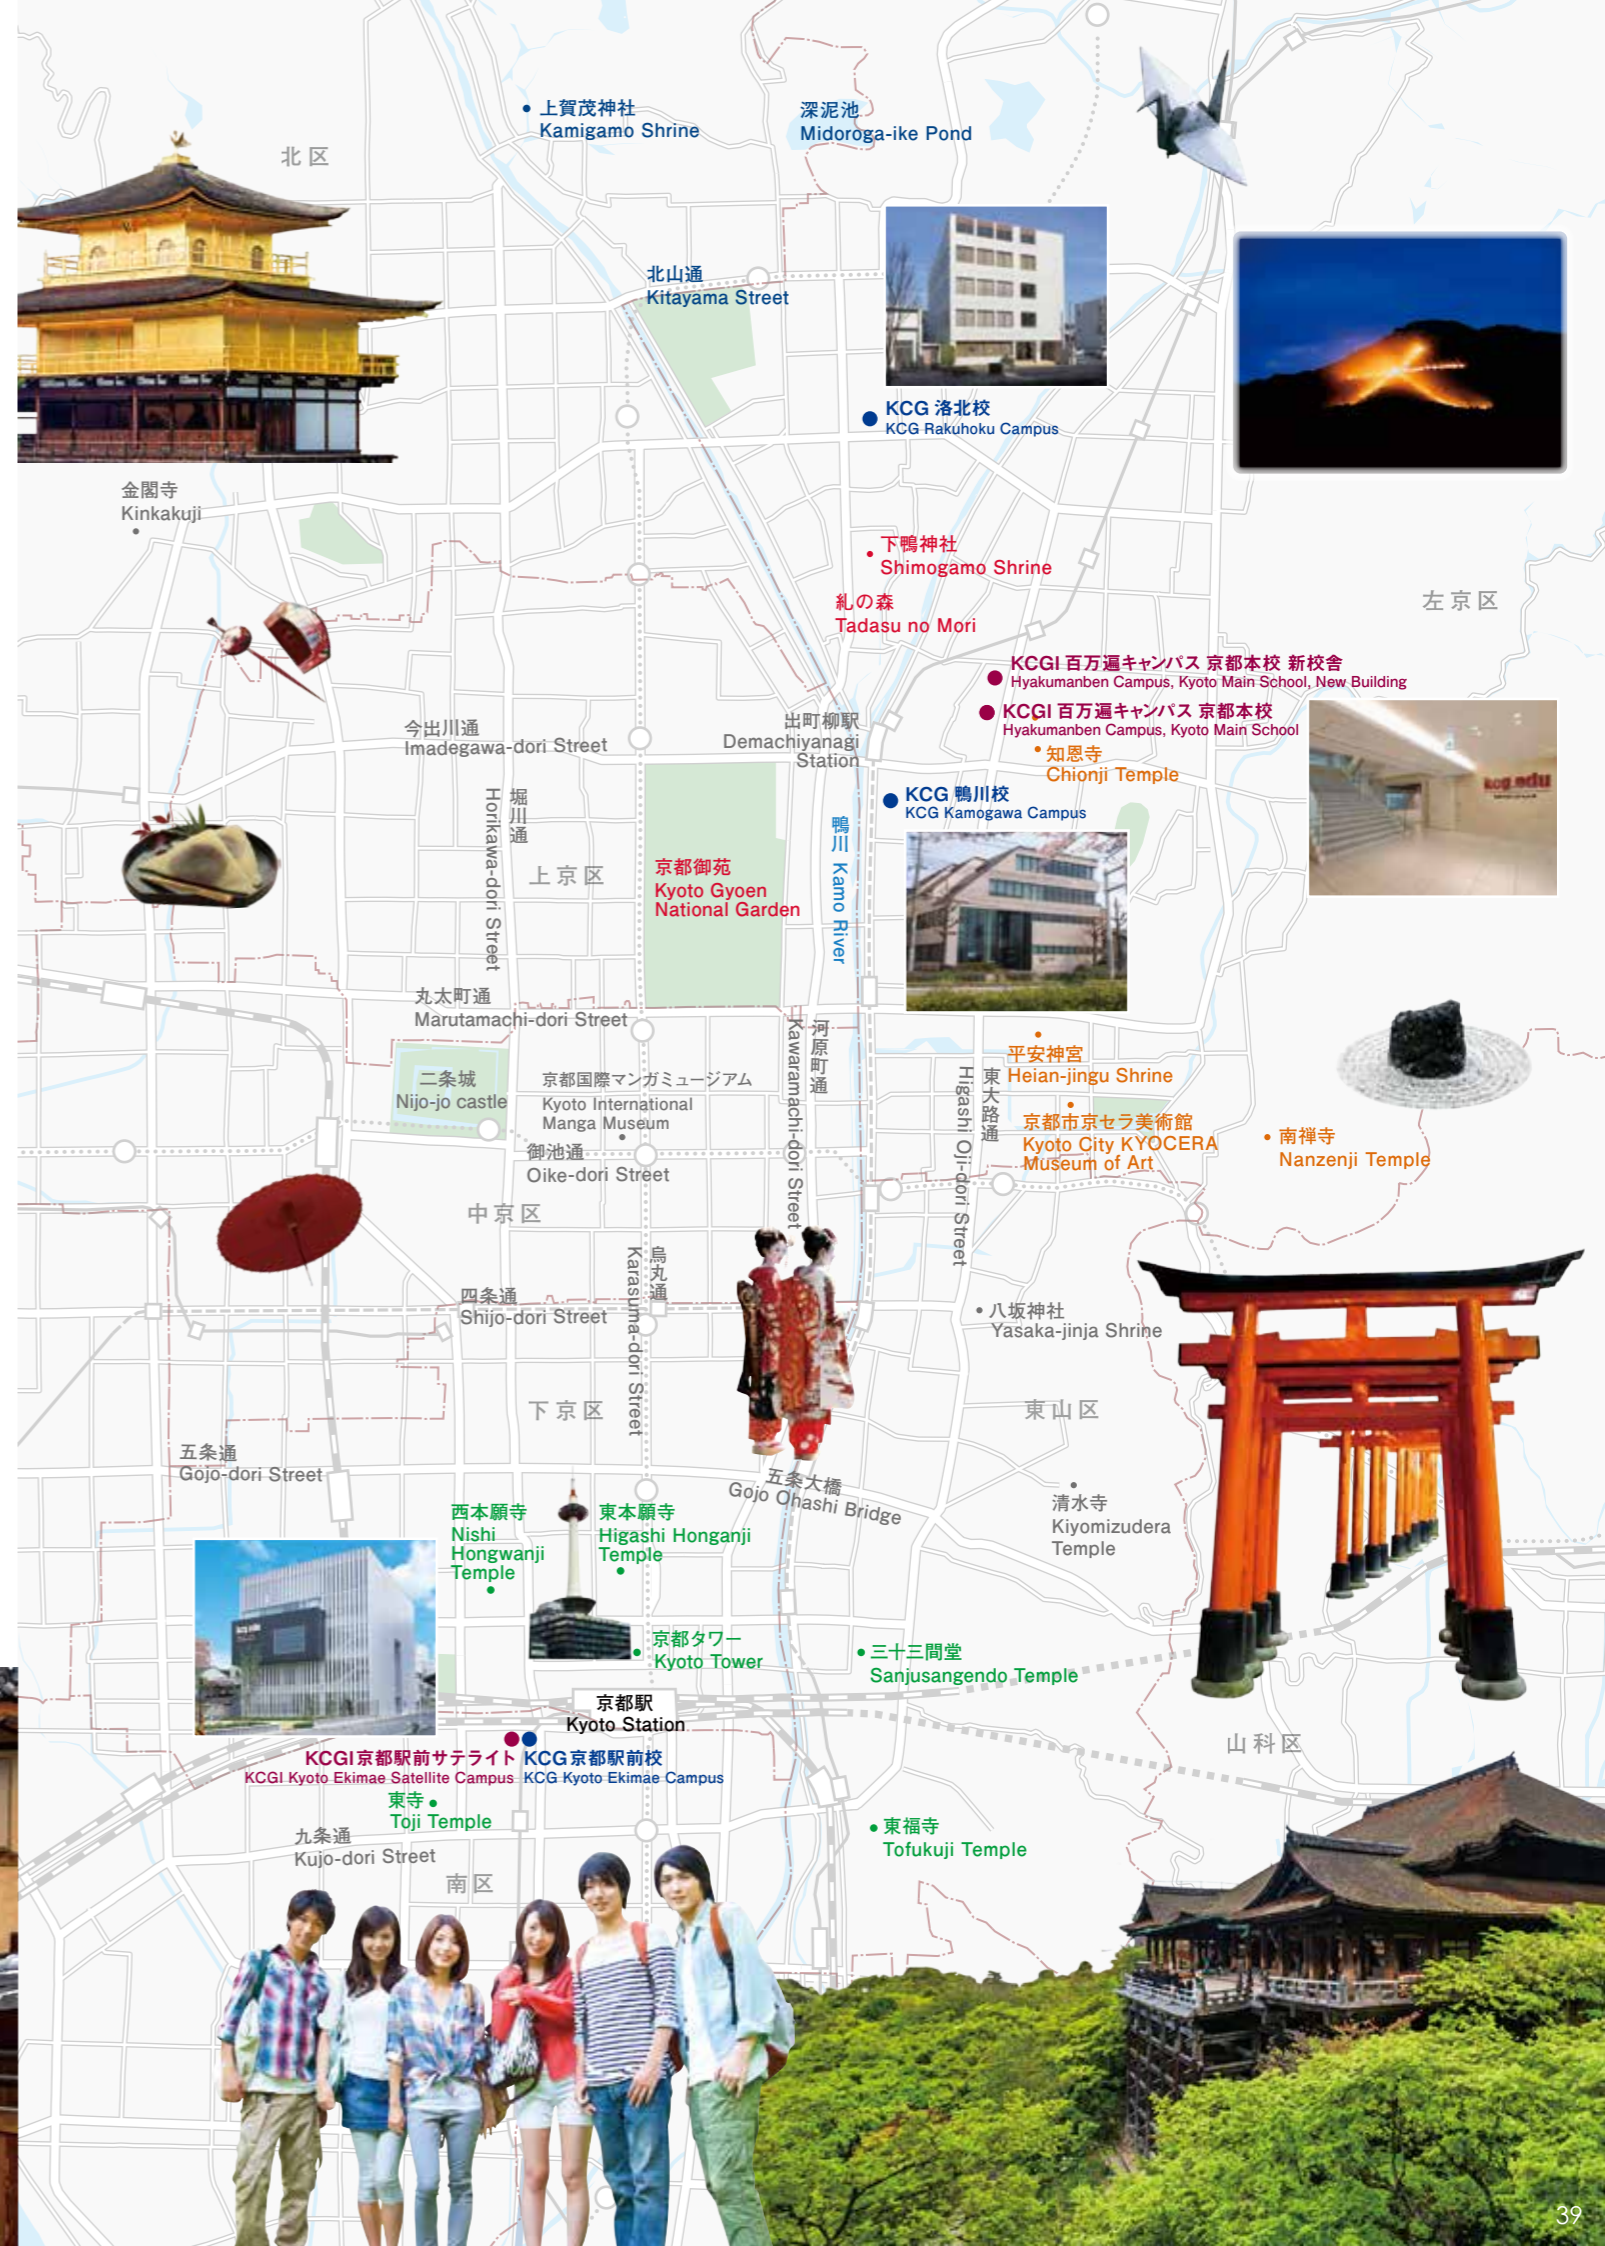 上賀茂神社
Kamigamo Shrine
深泥池
Midoroga-ike Pond
北区
北山通
Kitayama Street
KCG 洛北校
KCG Rakuhoku Campus
金閣寺
Kinkakuji
下鴨神社
Shimogamo Shrine
糺の森
Tadasu no Mori
左京区
KCGI 百万遍キャンパス 京都本校 新校舎
Hyakumanben Campus, Kyoto Main School, New Building
KCGI 百万遍キャンパス 京都本校
Hyakumanben Campus, Kyoto Main School
今出川通
Imadegawa-dori Street
出町柳駅
Demachiyanagi
Station
知恩寺
Chionji Temple
kcg.edu
KCG 鴨川校
KCG Kamogawa Campus
堀川通
Horikawa-dori Street
鴨川 Kamo River
上京区
京都御苑
Kyoto Gyoen
National Garden
丸太町通
Marutamachi-dori Street
河原町通
Kawaramachi-dori Street
平安神宮
Heian-jingu Shrine
東大路通
Higashi Oji-dori Street
二条城
Nijo-jo castle
京都国際マンガミュージアム
Kyoto International
Manga Museum
京都市京セラ美術館
Kyoto City KYOCERA
Museum of Art
南禅寺
Nanzenji Temple
御池通
Oike-dori Street
中京区
烏丸通
Karasuma-dori Street
四条通
Shijo-dori Street
八坂神社
Yasaka-jinja Shrine
下京区
東山区
五条通
Gojo-dori Street
五条大橋
Gojo Ohashi Bridge
清水寺
Kiyomizudera
Temple
西本願寺
Nishi
Hongwanji
Temple
東本願寺
Higashi Honganji
Temple
京都タワー
Kyoto Tower
三十三間堂
Sanjusangendo Temple
京都駅
Kyoto Station
山科区
KCGI京都駅前サテライト
KCGI Kyoto Ekimae Satellite Campus
KCG京都駅前校
KCG Kyoto Ekimae Campus
東寺
Toji Temple
東福寺
Tofukuji Temple
九条通
Kujo-dori Street
南区
39